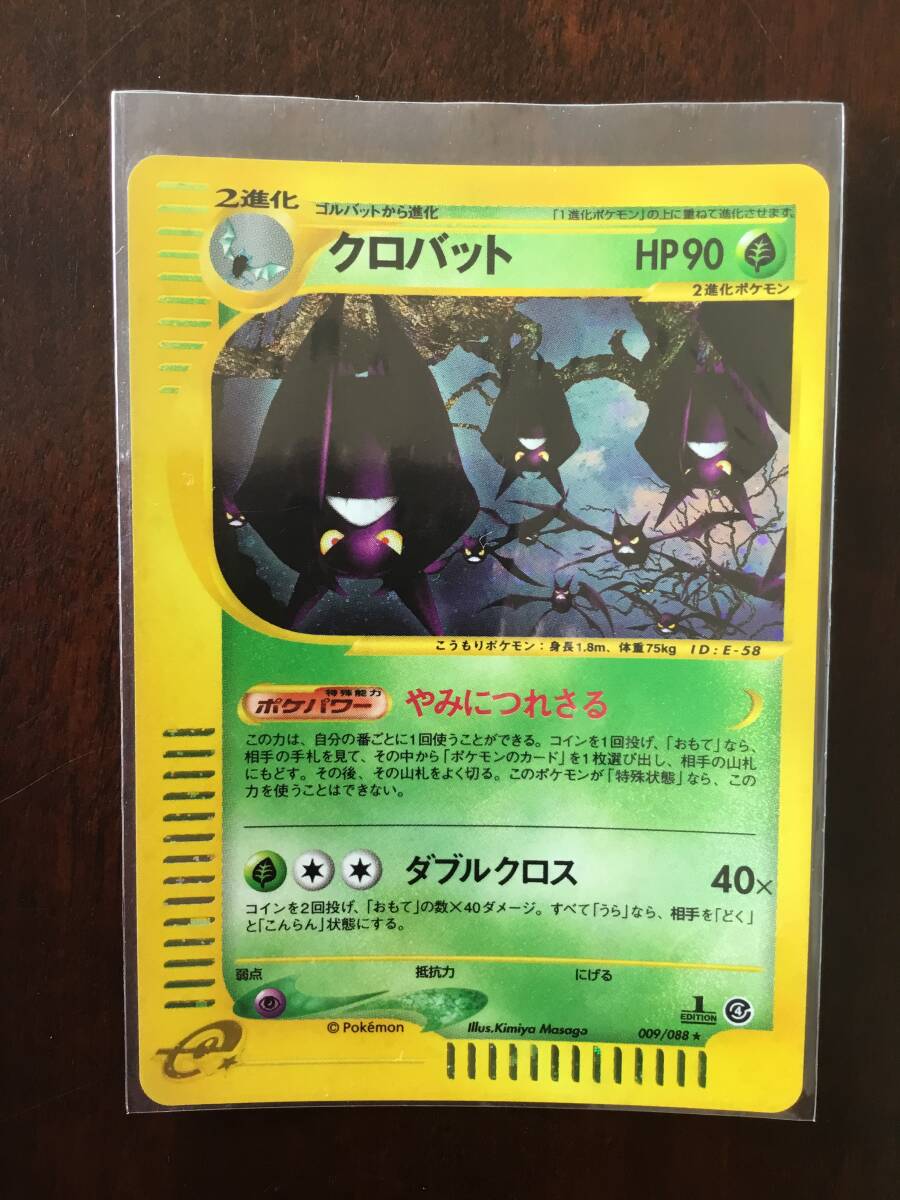 2進化
ゴルバットから進化
「1進化ポケモン」の上に重ねて進化させます。
クロバット
HP90
2進化ポケモン
こうもりポケモン：身長1.8m、体重75kg ID:E-58
特殊能力
ポケパワー
やみにつれさる
この力は、自分の番ごとに1回使うことができる。コインを1回投げ、「おもて」なら、
相手の手札を見て、その中から「ポケモンのカード」を1枚選び出し、相手の山札
にもどす。その後、その山札をよく切る。このポケモンが「特殊状態」なら、この
力を使うことはできない。
ダブルクロス
40×
コインを2回投げ、「おもて」の数×40ダメージ。すべて「うら」なら、相手を「どく」
と「こんらん」状態にする。
弱点
抵抗力
にげる
© Pokémon
Illus.Kimiya Masago
1
EDITION
4
009/088 ★
e